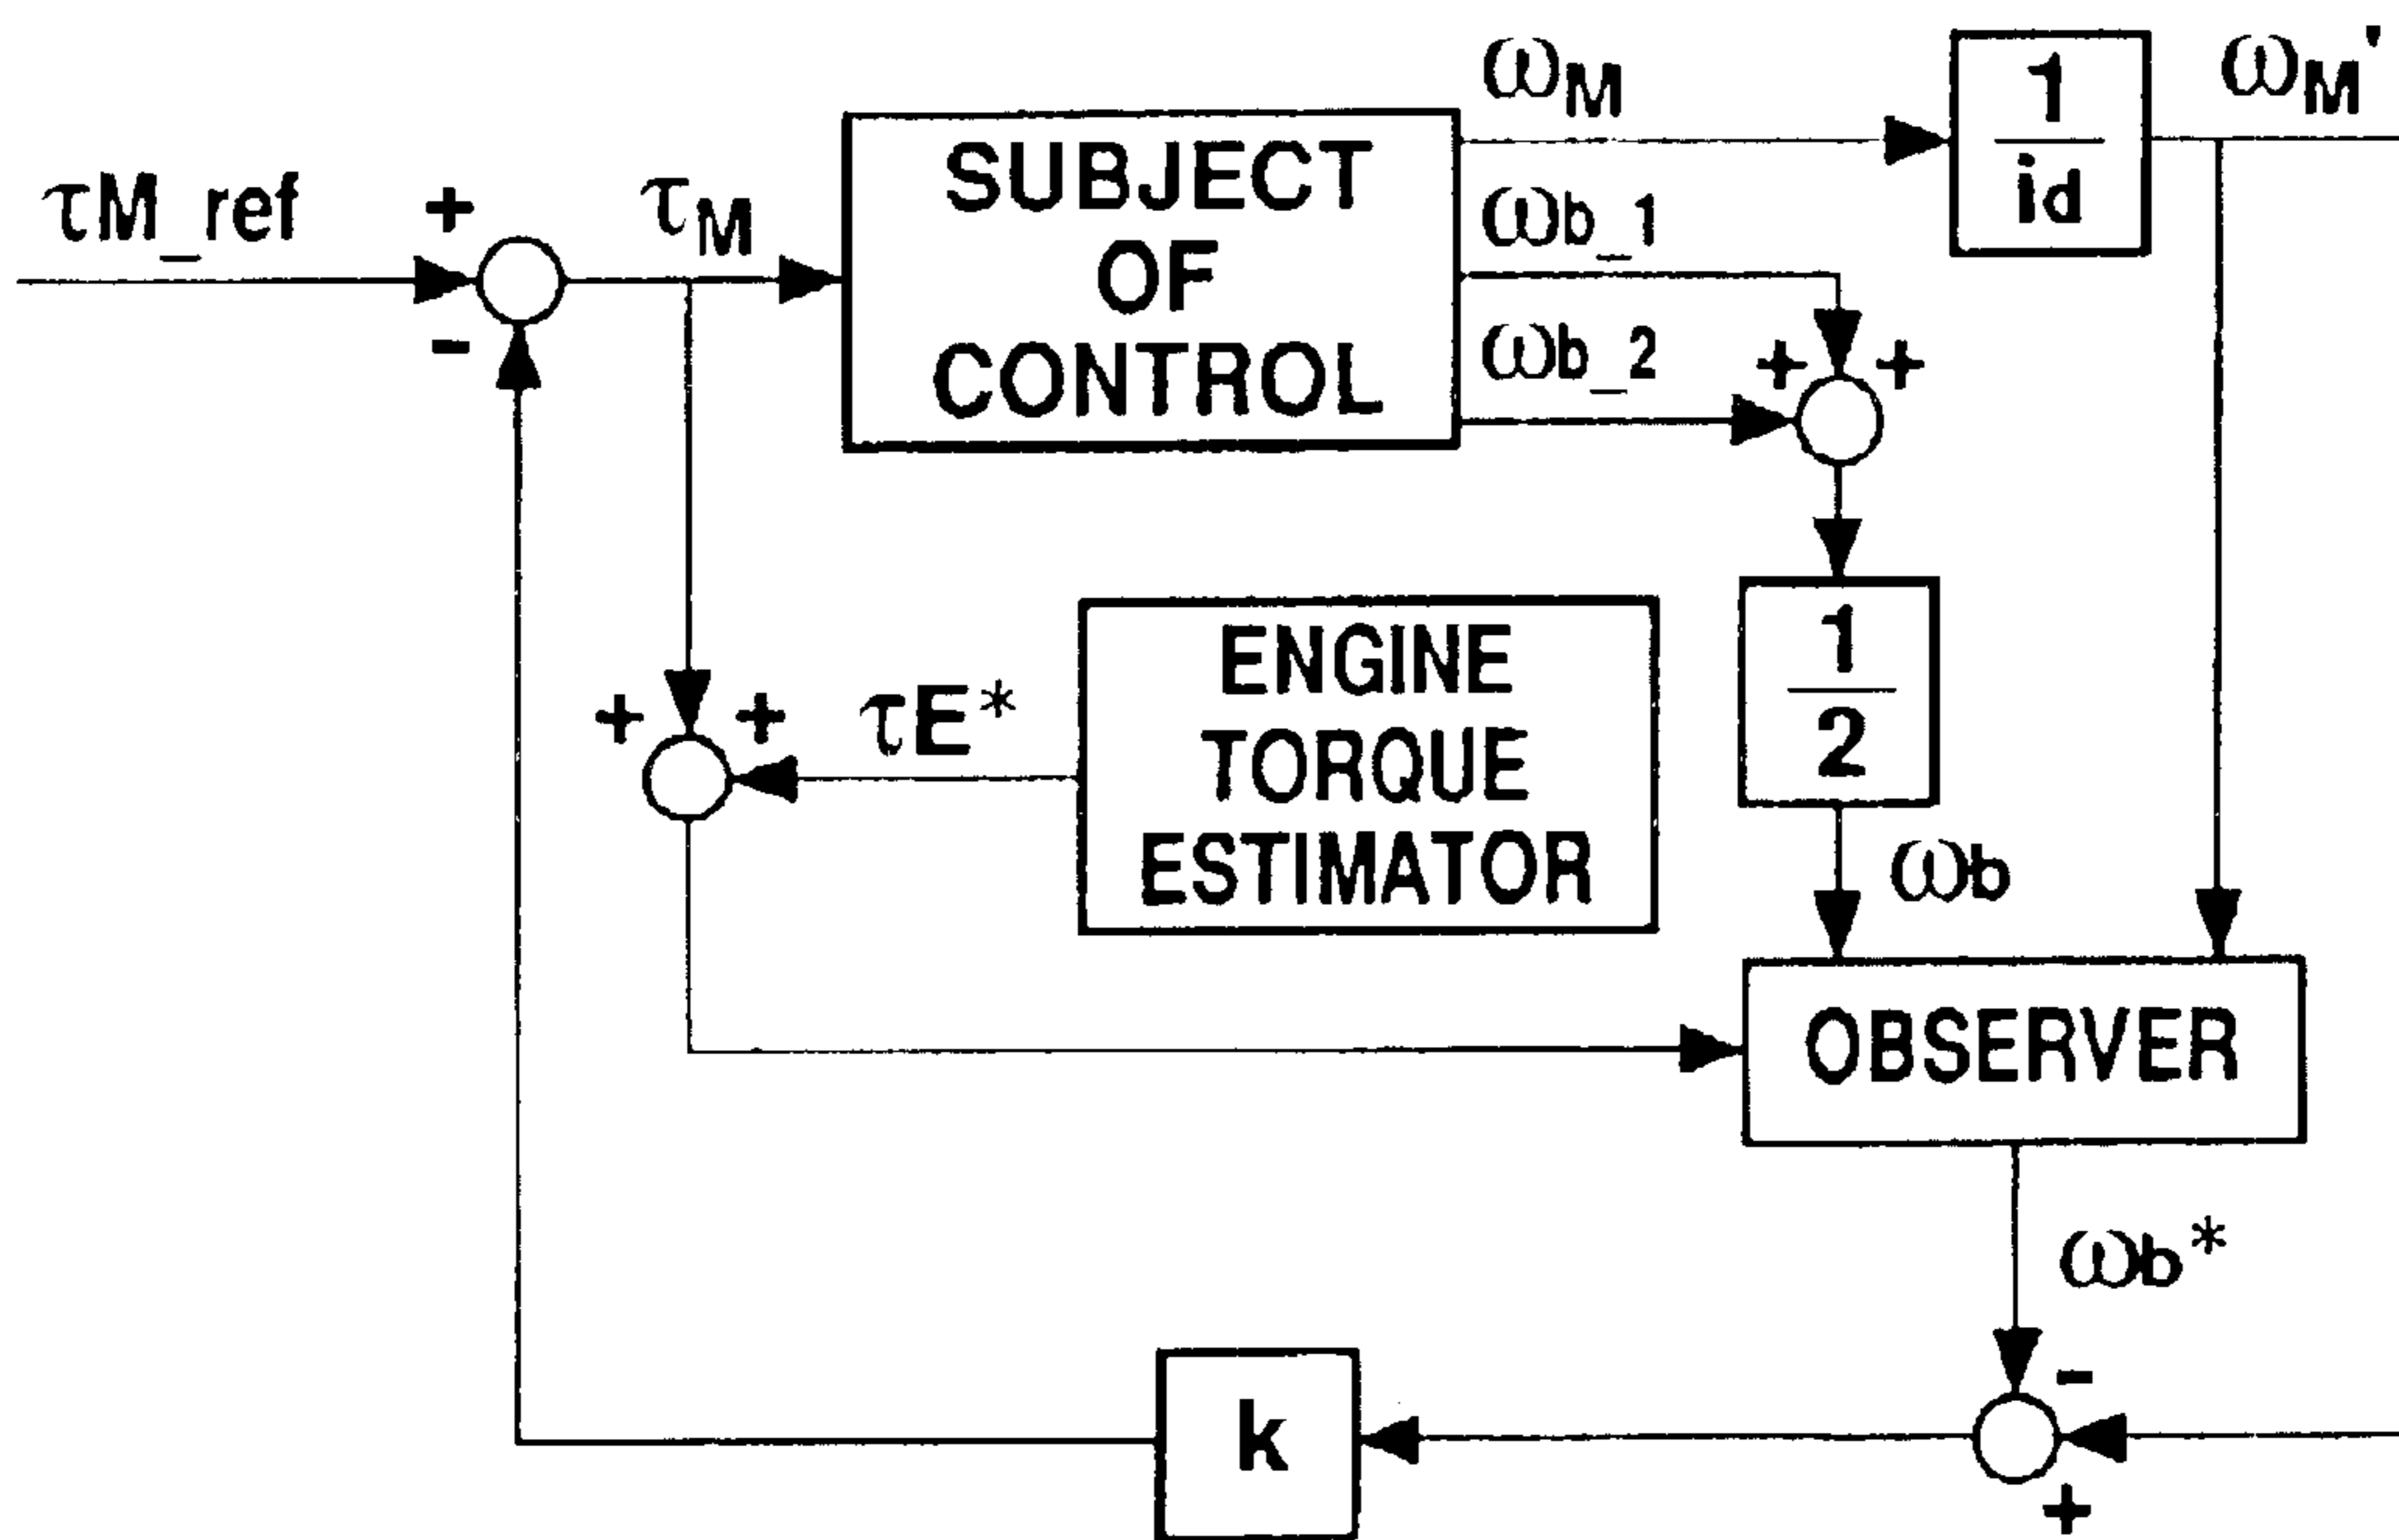 ωM
1
id
ωM'
τM_ref
+
-
τM
SUBJECT
OF
CONTROL
ωb_1
ωb_2
+ +
1
2
ωb
+ +
τE*
ENGINE
TORQUE
ESTIMATOR
OBSERVER
ωb*
-
+
k